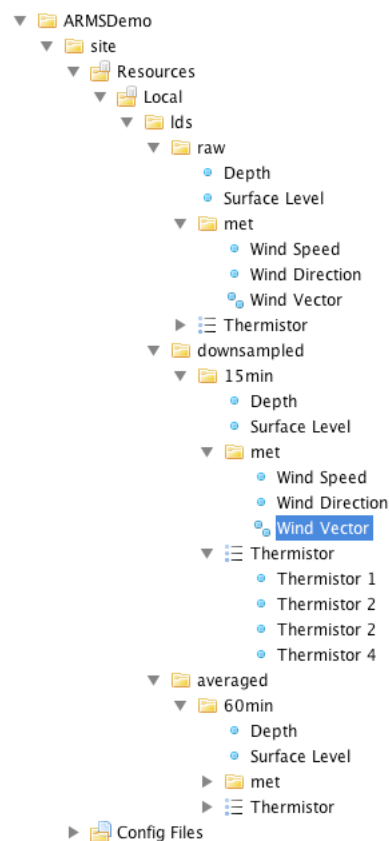 ARMSDemo
site
Resources
Local
lds
raw
Depth
Surface Level
met
Wind Speed
Wind Direction
Wind Vector
Thermistor
downsampled
15min
Depth
Surface Level
met
Wind Speed
Wind Direction
Wind Vector
Thermistor
Thermistor 1
Thermistor 2
Thermistor 2
Thermistor 4
averaged
60min
Depth
Surface Level
met
Thermistor
Config Files